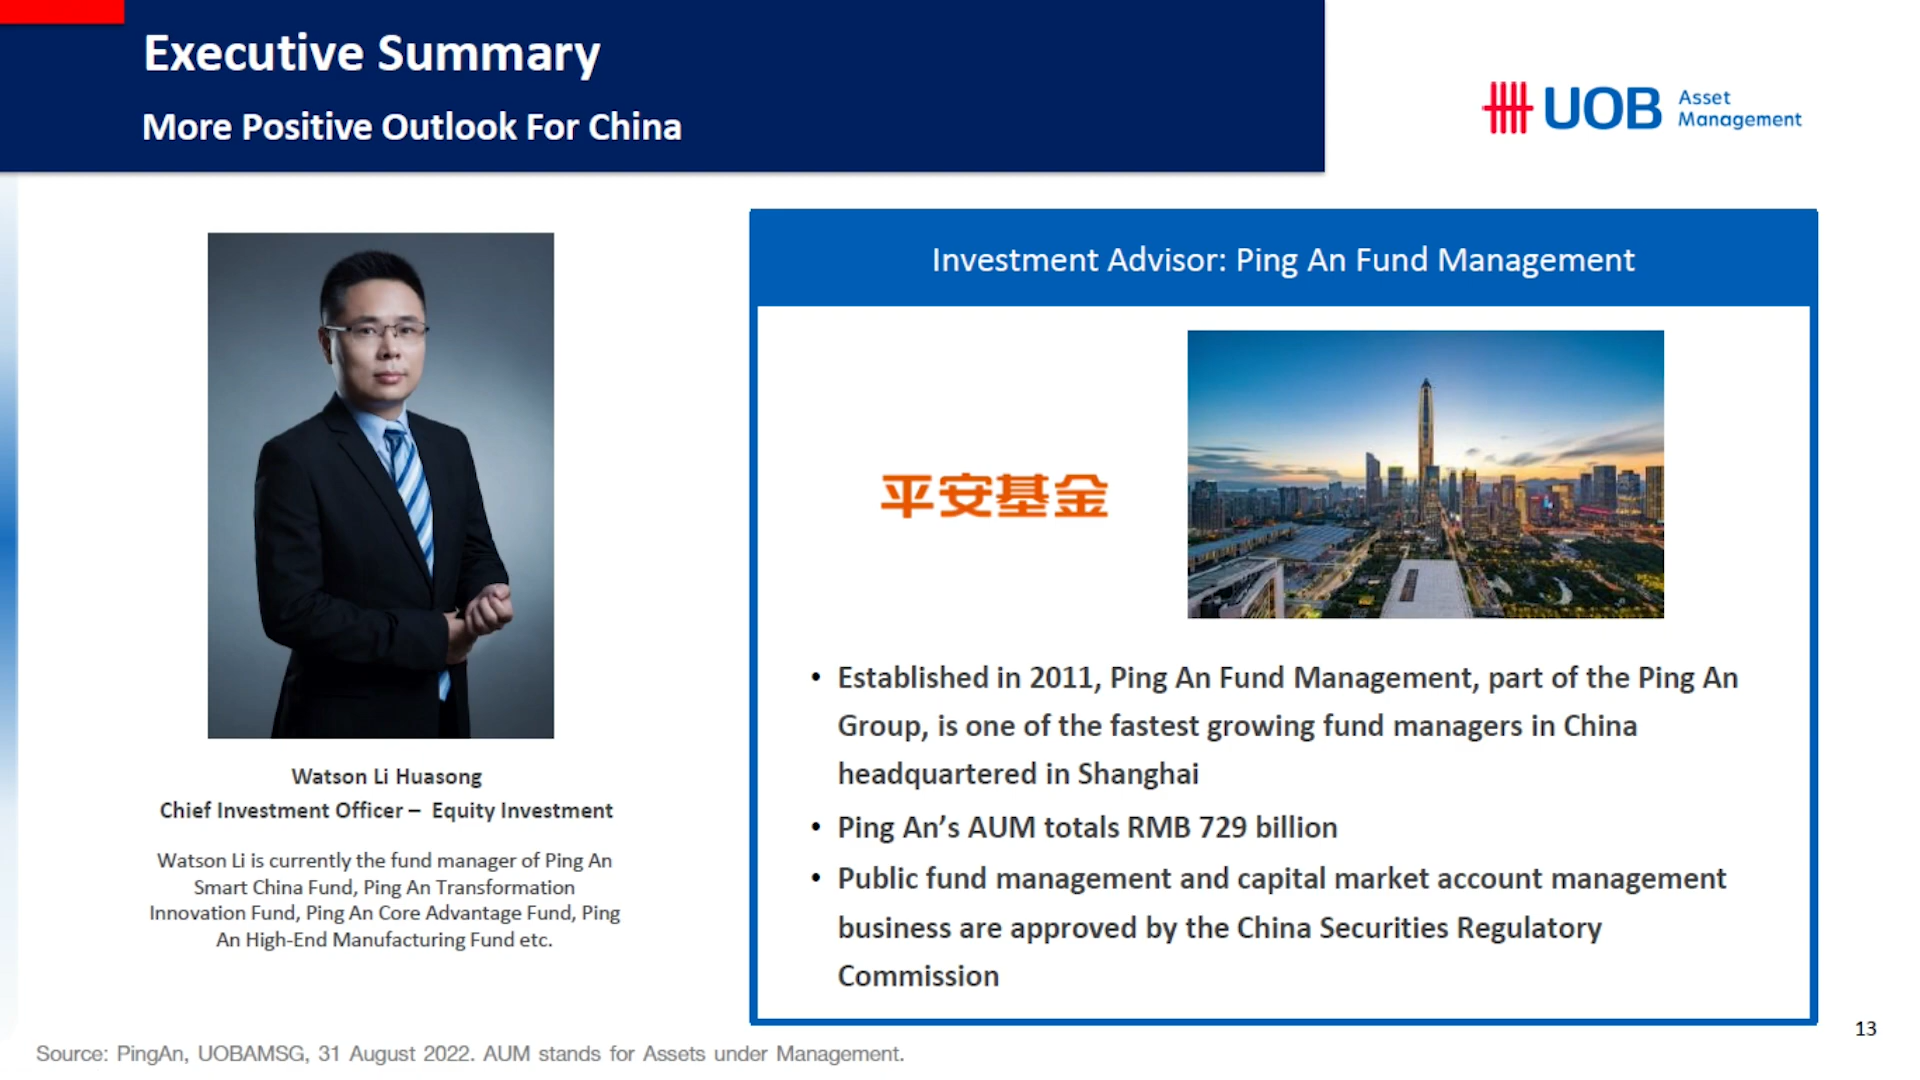 Executive Summary
More Positive Outlook For China
UOB Asset
Management
Watson Li Huasong
Chief Investment Officer – Equity Investment
Watson Li is currently the fund manager of Ping An
Smart China Fund, Ping An Transformation
Innovation Fund, Ping An Core Advantage Fund, Ping
An High-End Manufacturing Fund etc.
Investment Advisor: Ping An Fund Management
平安基金
• Established in 2011, Ping An Fund Management, part of the Ping An
Group, is one of the fastest growing fund managers in China
headquartered in Shanghai
• Ping An’s AUM totals RMB 729 billion
• Public fund management and capital market account management
business are approved by the China Securities Regulatory
Commission
13
Source: PingAn, UOBAMSG, 31 August 2022. AUM stands for Assets under Management.